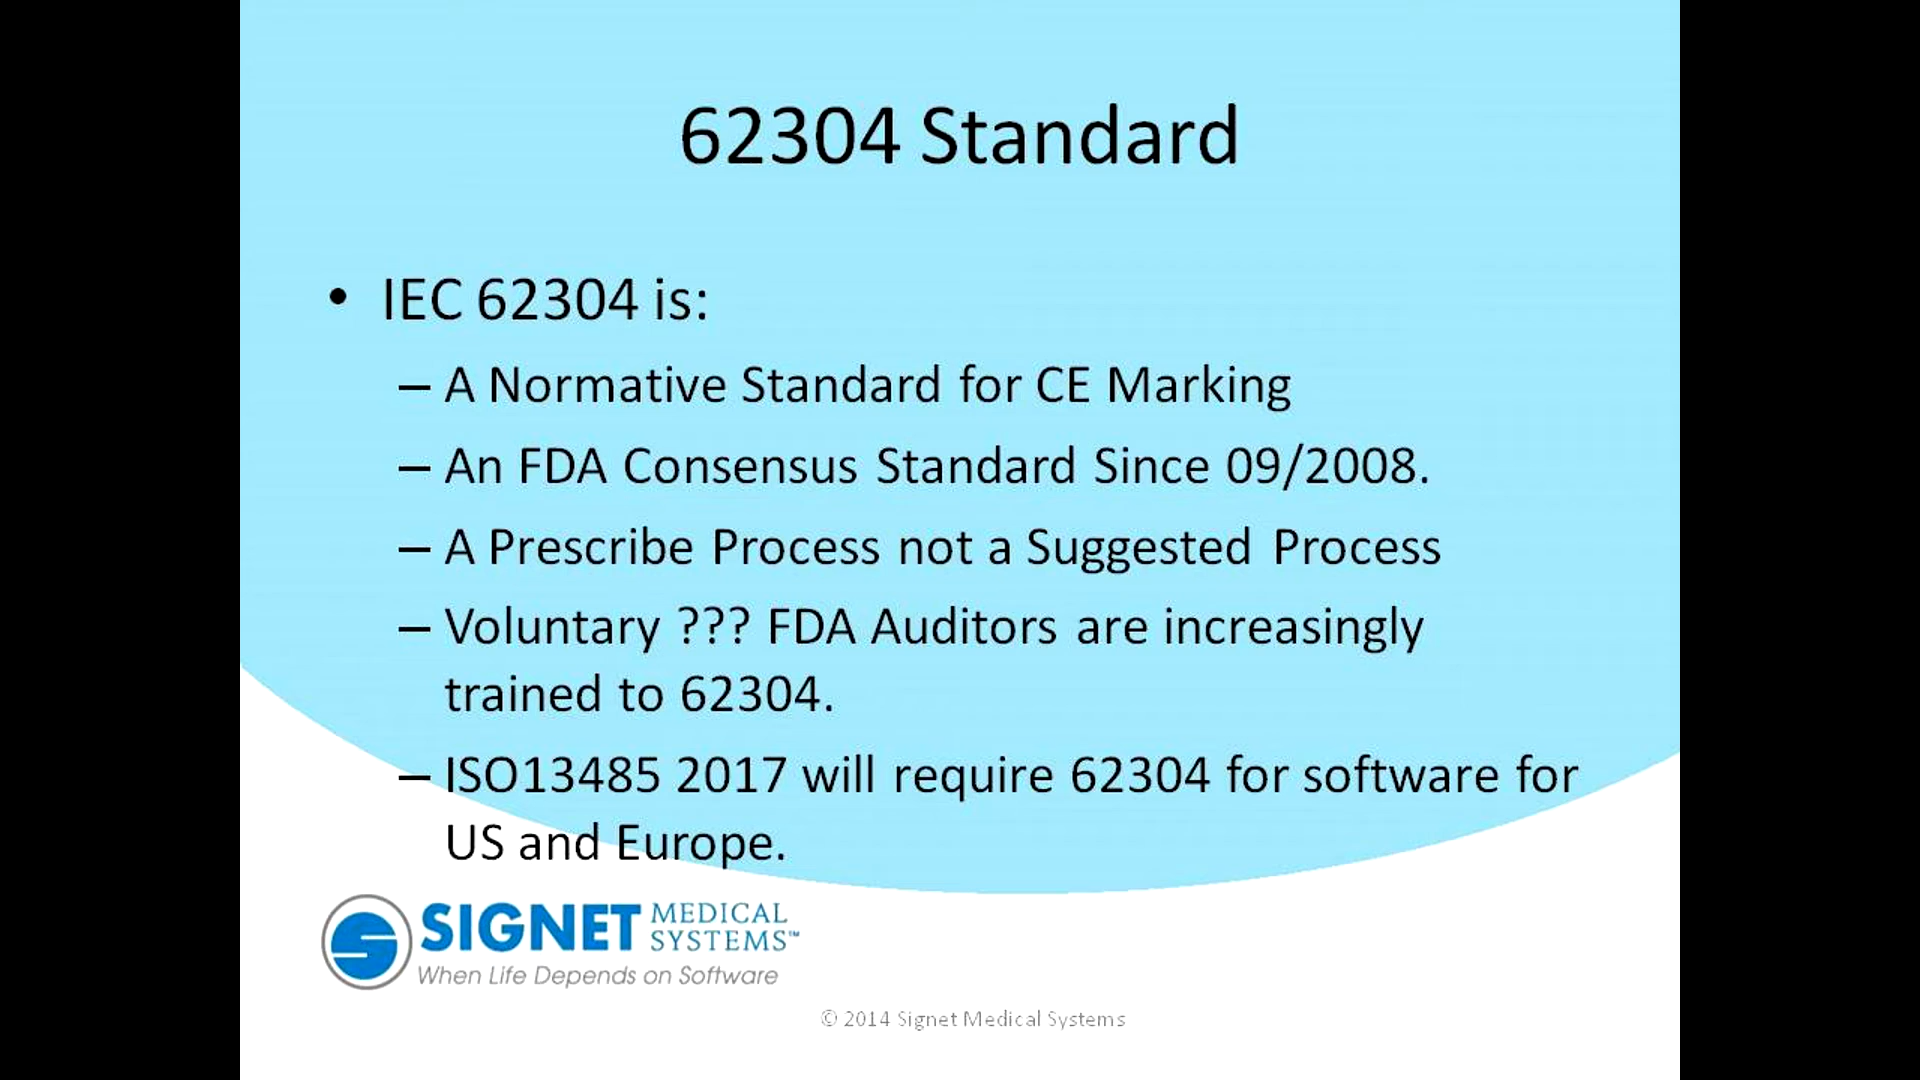 62304 Standard
• IEC 62304 is:
– A Normative Standard for CE Marking
– An FDA Consensus Standard Since 09/2008.
– A Prescribe Process not a Suggested Process
– Voluntary ??? FDA Auditors are increasingly
trained to 62304.
– ISO13485 2017 will require 62304 for software for
US and Europe.
SIGNET MEDICAL
SYSTEMS™
When Life Depends on Software
© 2014 Signet Medical Systems